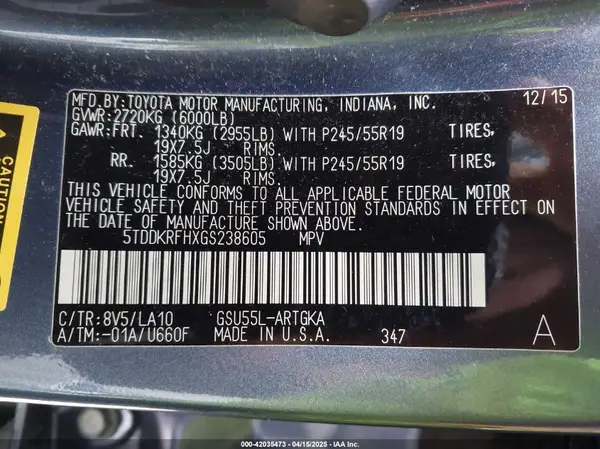 MFD.BY:TOYOTA MOTOR MANUFACTURING, INDIANA, INC. 12/15
GVWR:2720KG (6000LB)
GAWR:FRT. 1340KG (2955LB) WITH P245/55R19 TIRES,
19X7.5J RIMS.
RR. 1585KG (3505LB) WITH P245/55R19 TIRES,
19X7.5J RIMS.
THIS VEHICLE CONFORMS TO ALL APPLICABLE FEDERAL MOTOR
VEHICLE SAFETY AND THEFT PREVENTION STANDARDS IN EFFECT ON
THE DATE OF MANUFACTURE SHOWN ABOVE.
5TDDKRFHXGS238605 MPV
C/TR:8V5/LA10 GSU55L-ARTGKA
A/TM:-01A/U660F MADE IN U.S.A. 347 A
CAUTION
000-42035473 - 04/15/2025 - IAA Inc.